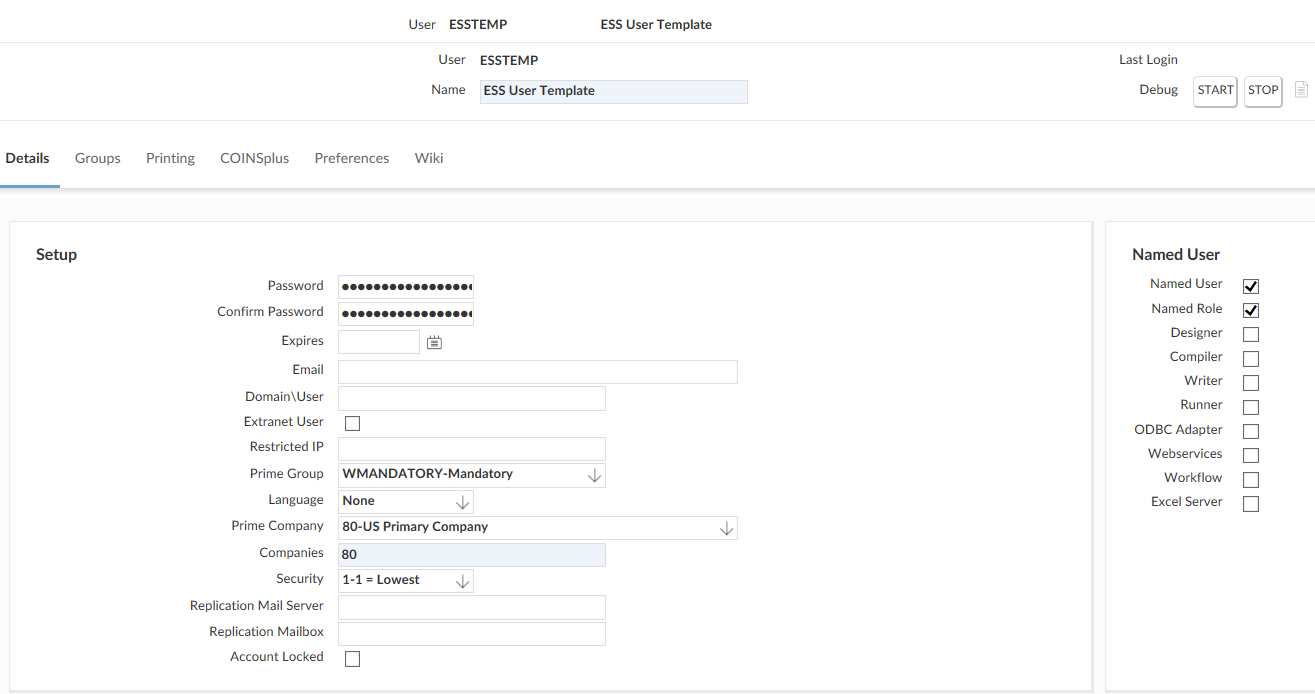 User ESSTEMP ESS User Template
User ESSTEMP Last Login
Name ESS User Template Debug START STOP
Details Groups Printing COINSplus Preferences Wiki
Setup Named User
Password ●●●●●●●●●●●●●●●●● Named User
Confirm Password ●●●●●●●●●●●●●●●●● Named Role
Expires Designer
Email Compiler
Domain\User Writer
Extranet User Runner
Restricted IP ODBC Adapter
Prime Group WMANDATORY-Mandatory Webservices
Language None Workflow
Prime Company 80-US Primary Company Excel Server
Companies 80
Security 1-1 = Lowest
Replication Mail Server
Replication Mailbox
Account Locked